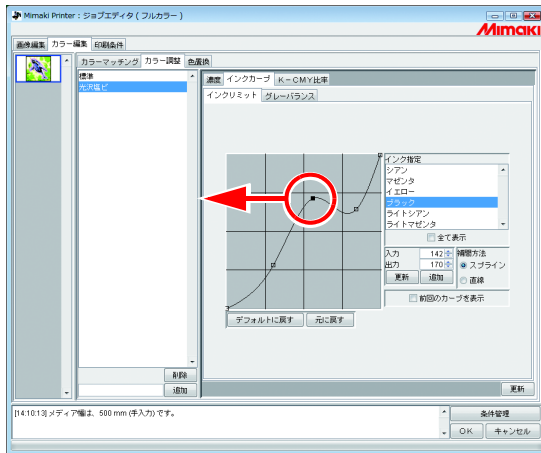 Mimaki Printer : ジョブエディタ ( フルカラー )
Mimaki
画像編集 カラー編集 印刷条件
カラーマッチング カラー調整 色置換
標準
光沢塩ビ
濃度 インクカーブ K－CMY比率
インクリミット グレーバランス
インク指定
シアン
マゼンタ
イエロー
ブラック
ライトシアン
ライトマゼンタ
全て表示
入力 142 補間方法
出力 170 スプライン
更新 追加 直線
前回のカーブを表示
デフォルトに戻す 元に戻す
削除
追加
更新
[14:10:13] メディア幅は、500 mm (手入力) です。
条件管理
OK キャンセル